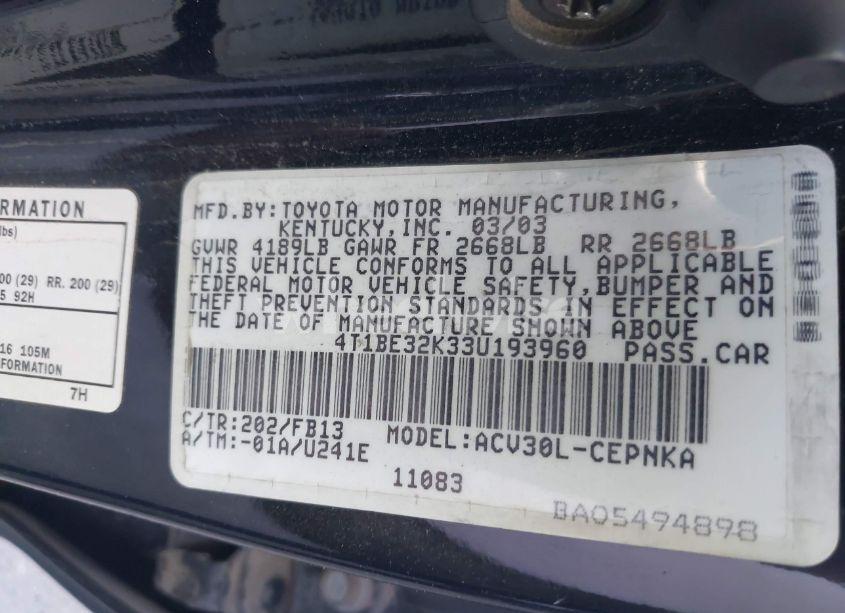 RMATION
lbs)
00 (29) RR. 200 (29)
5 92H
16 105M
FORMATION
7H
MFD.BY:TOYOTA MOTOR MANUFACTURING,
KENTUCKY,INC. 03/03
GVWR 4189LB GAWR FR 2668LB RR 2668LB
THIS VEHICLE CONFORMS TO ALL APPLICABLE
FEDERAL MOTOR VEHICLE SAFETY,BUMPER AND
THEFT PREVENTION STANDARDS IN EFFECT ON
THE DATE OF MANUFACTURE SHOWN ABOVE
4T1BE32K33U193960 PASS.CAR
C/TR:202/FB13
A/TM:-01A/U241E MODEL:ACV30L-CEPNKA
11083
BA05494898